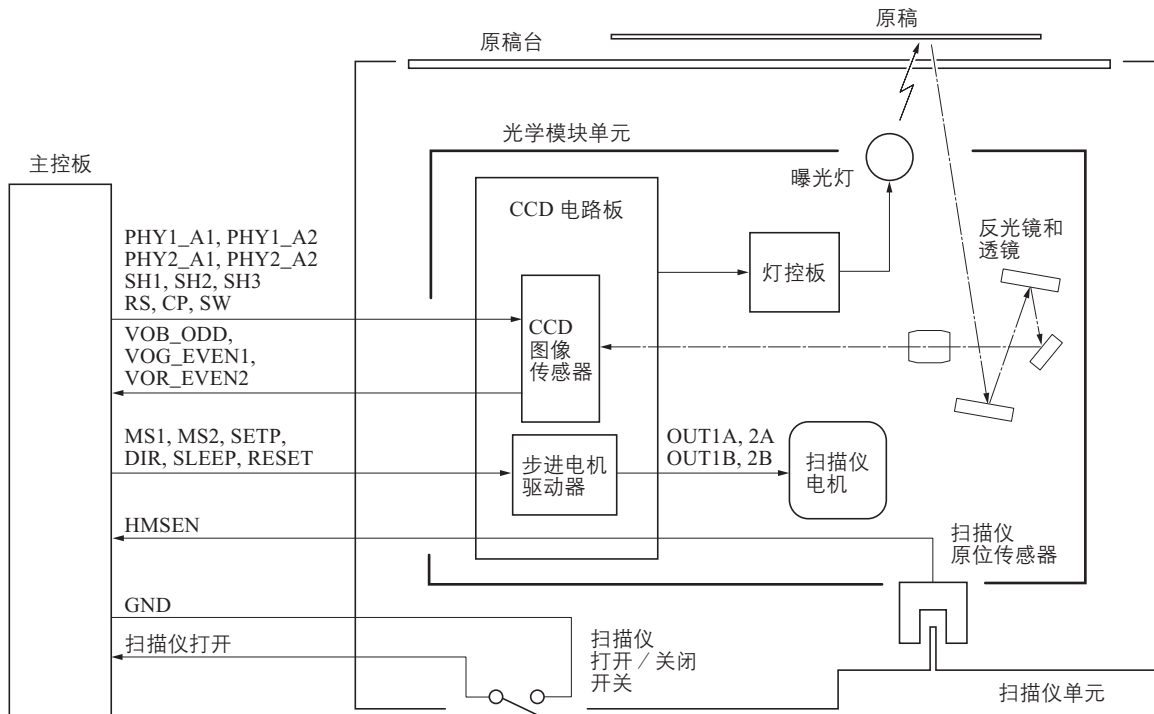 原稿
原稿台
光学模块单元
主控板
曝光灯
CCD 电路板
反光镜和
透镜
PHY1_A1, PHY1_A2
PHY2_A1, PHY2_A2
SH1, SH2, SH3
RS, CP, SW
灯控板
VOB_ODD,
VOG_EVEN1,
VOR_EVEN2
CCD
图像
传感器
MS1, MS2, SETP,
DIR, SLEEP, RESET
步进电机
驱动器
OUT1A, 2A
OUT1B, 2B
扫描仪
电机
HMSEN
扫描仪
原位传感器
GND
扫描仪打开
扫描仪
打开／关闭
开关
扫描仪单元